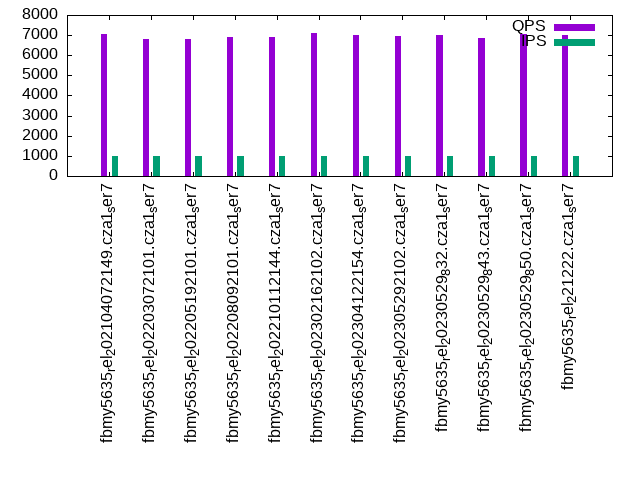 8000
7000
6000
5000
4000
3000
2000
1000
0
QPS
IPS
fbmy5635rel202104072149.cza1ser7
fbmy5635rel202203072101.cza1ser7
fbmy5635rel202205192101.cza1ser7
fbmy5635rel202208092101.cza1ser7
fbmy5635rel202210112144.cza1ser7
fbmy5635rel202302162102.cza1ser7
fbmy5635rel202304122154.cza1ser7
fbmy5635rel202305292102.cza1ser7
fbmy5635rel20230529832.cza1ser7
fbmy5635rel20230529843.cza1ser7
fbmy5635rel20230529850.cza1ser7
fbmy5635rel221222.cza1ser7